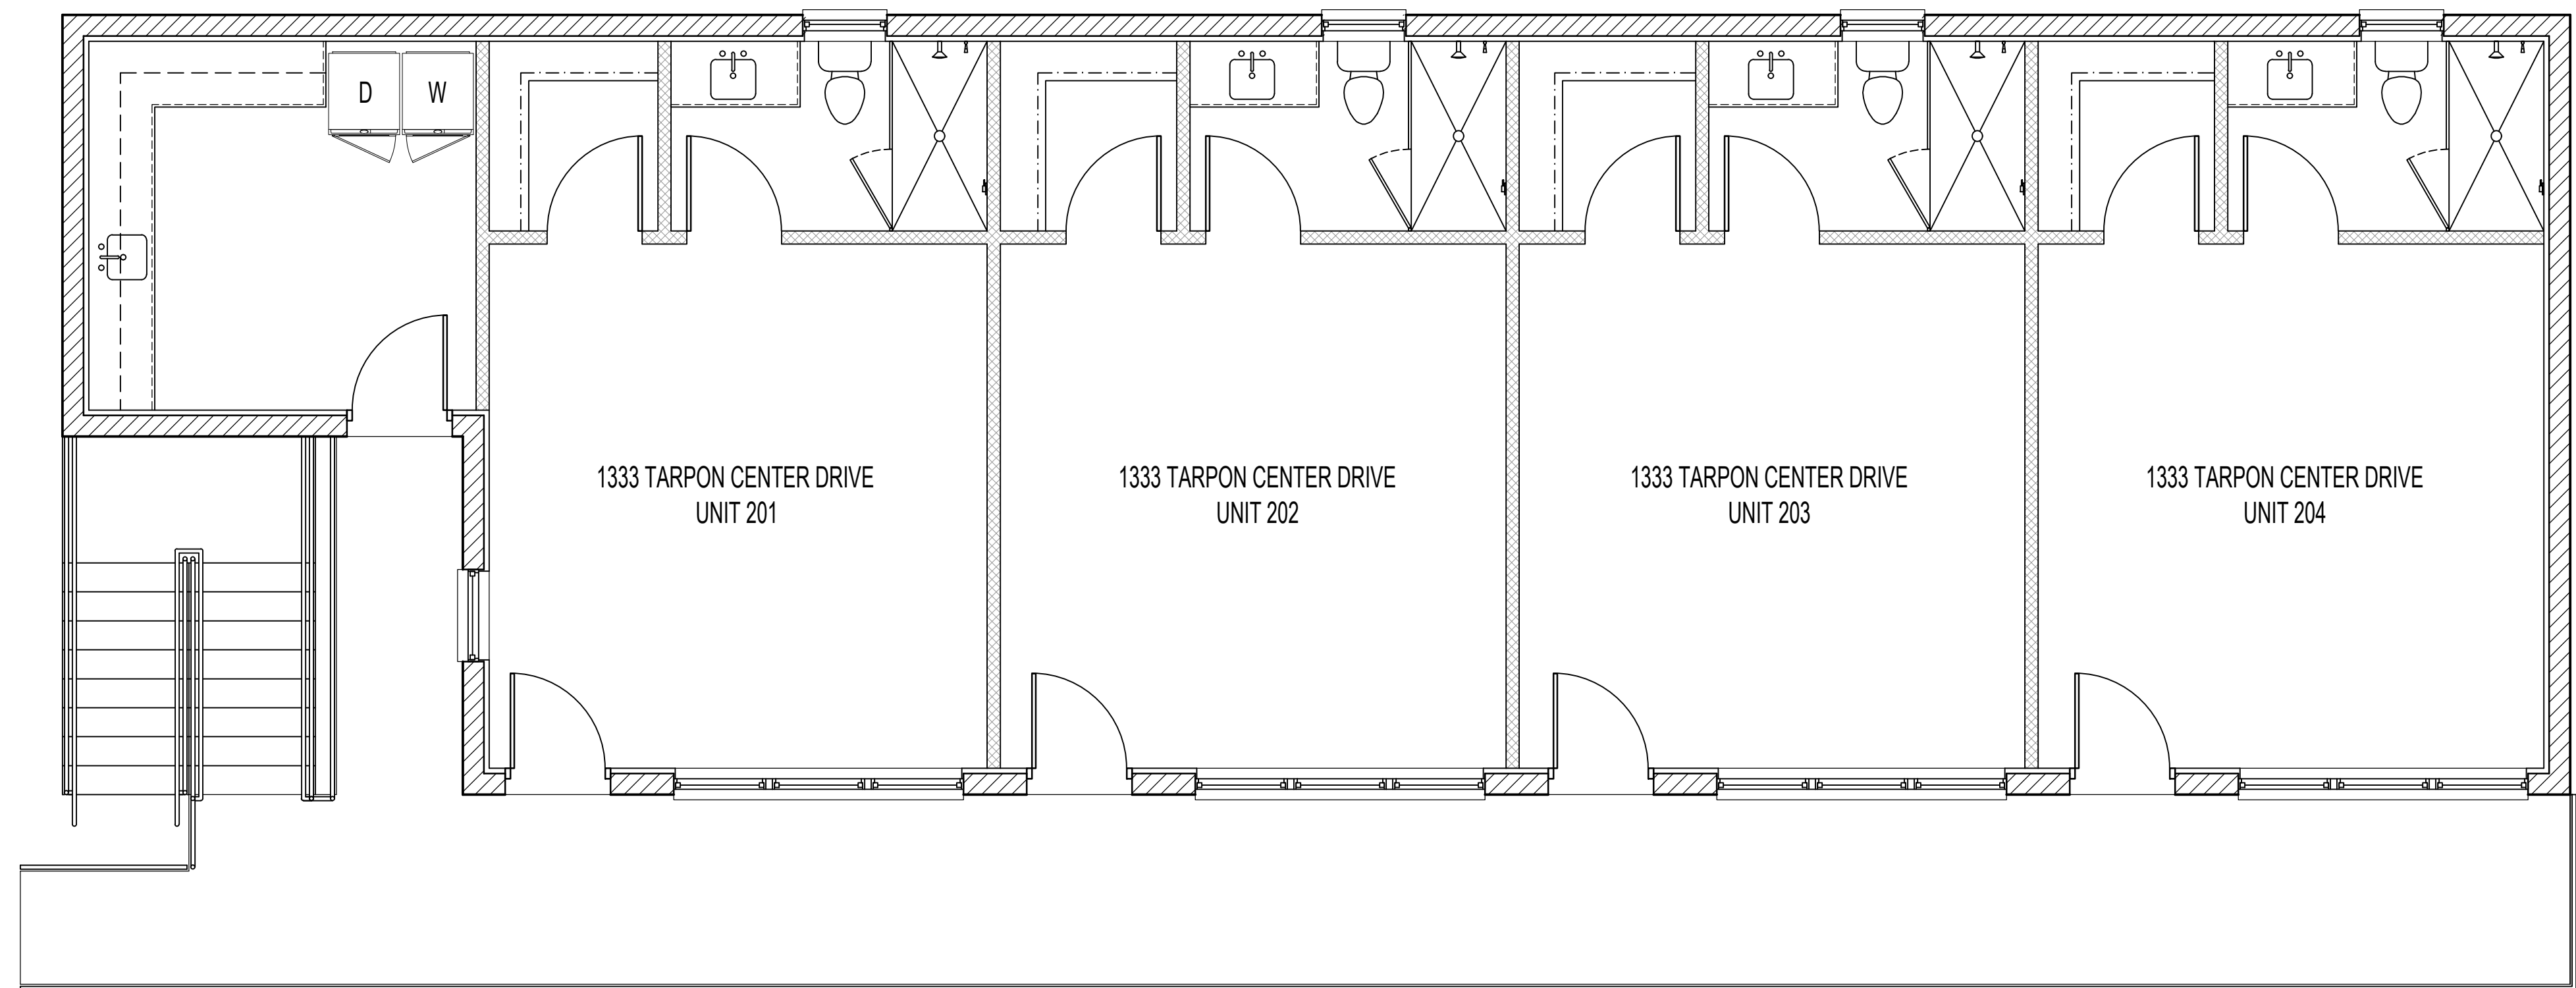 D W
1333 TARPON CENTER DRIVE
UNIT 201
1333 TARPON CENTER DRIVE
UNIT 202
1333 TARPON CENTER DRIVE
UNIT 203
1333 TARPON CENTER DRIVE
UNIT 204